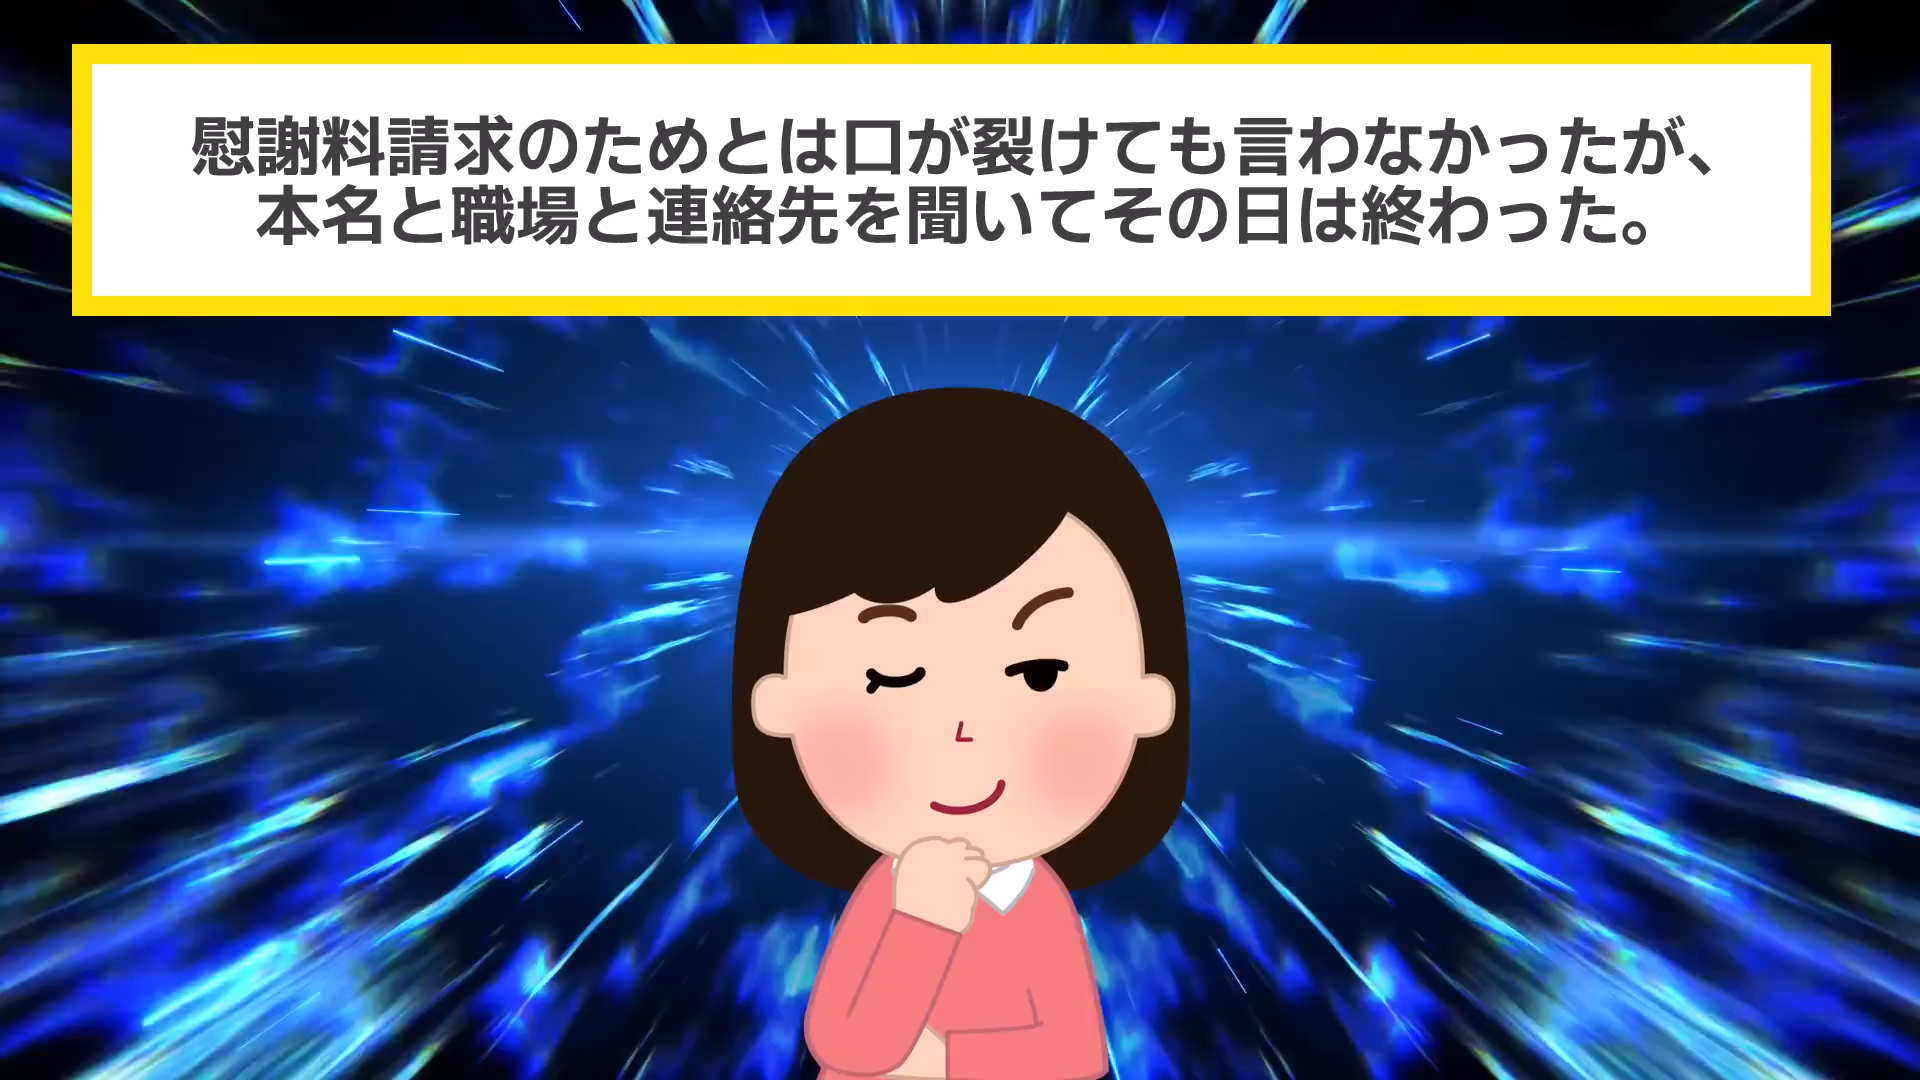 慰謝料請求のためとは口が裂けても言わなかったが、
本名と職場と連絡先を聞いてその日は終わった。